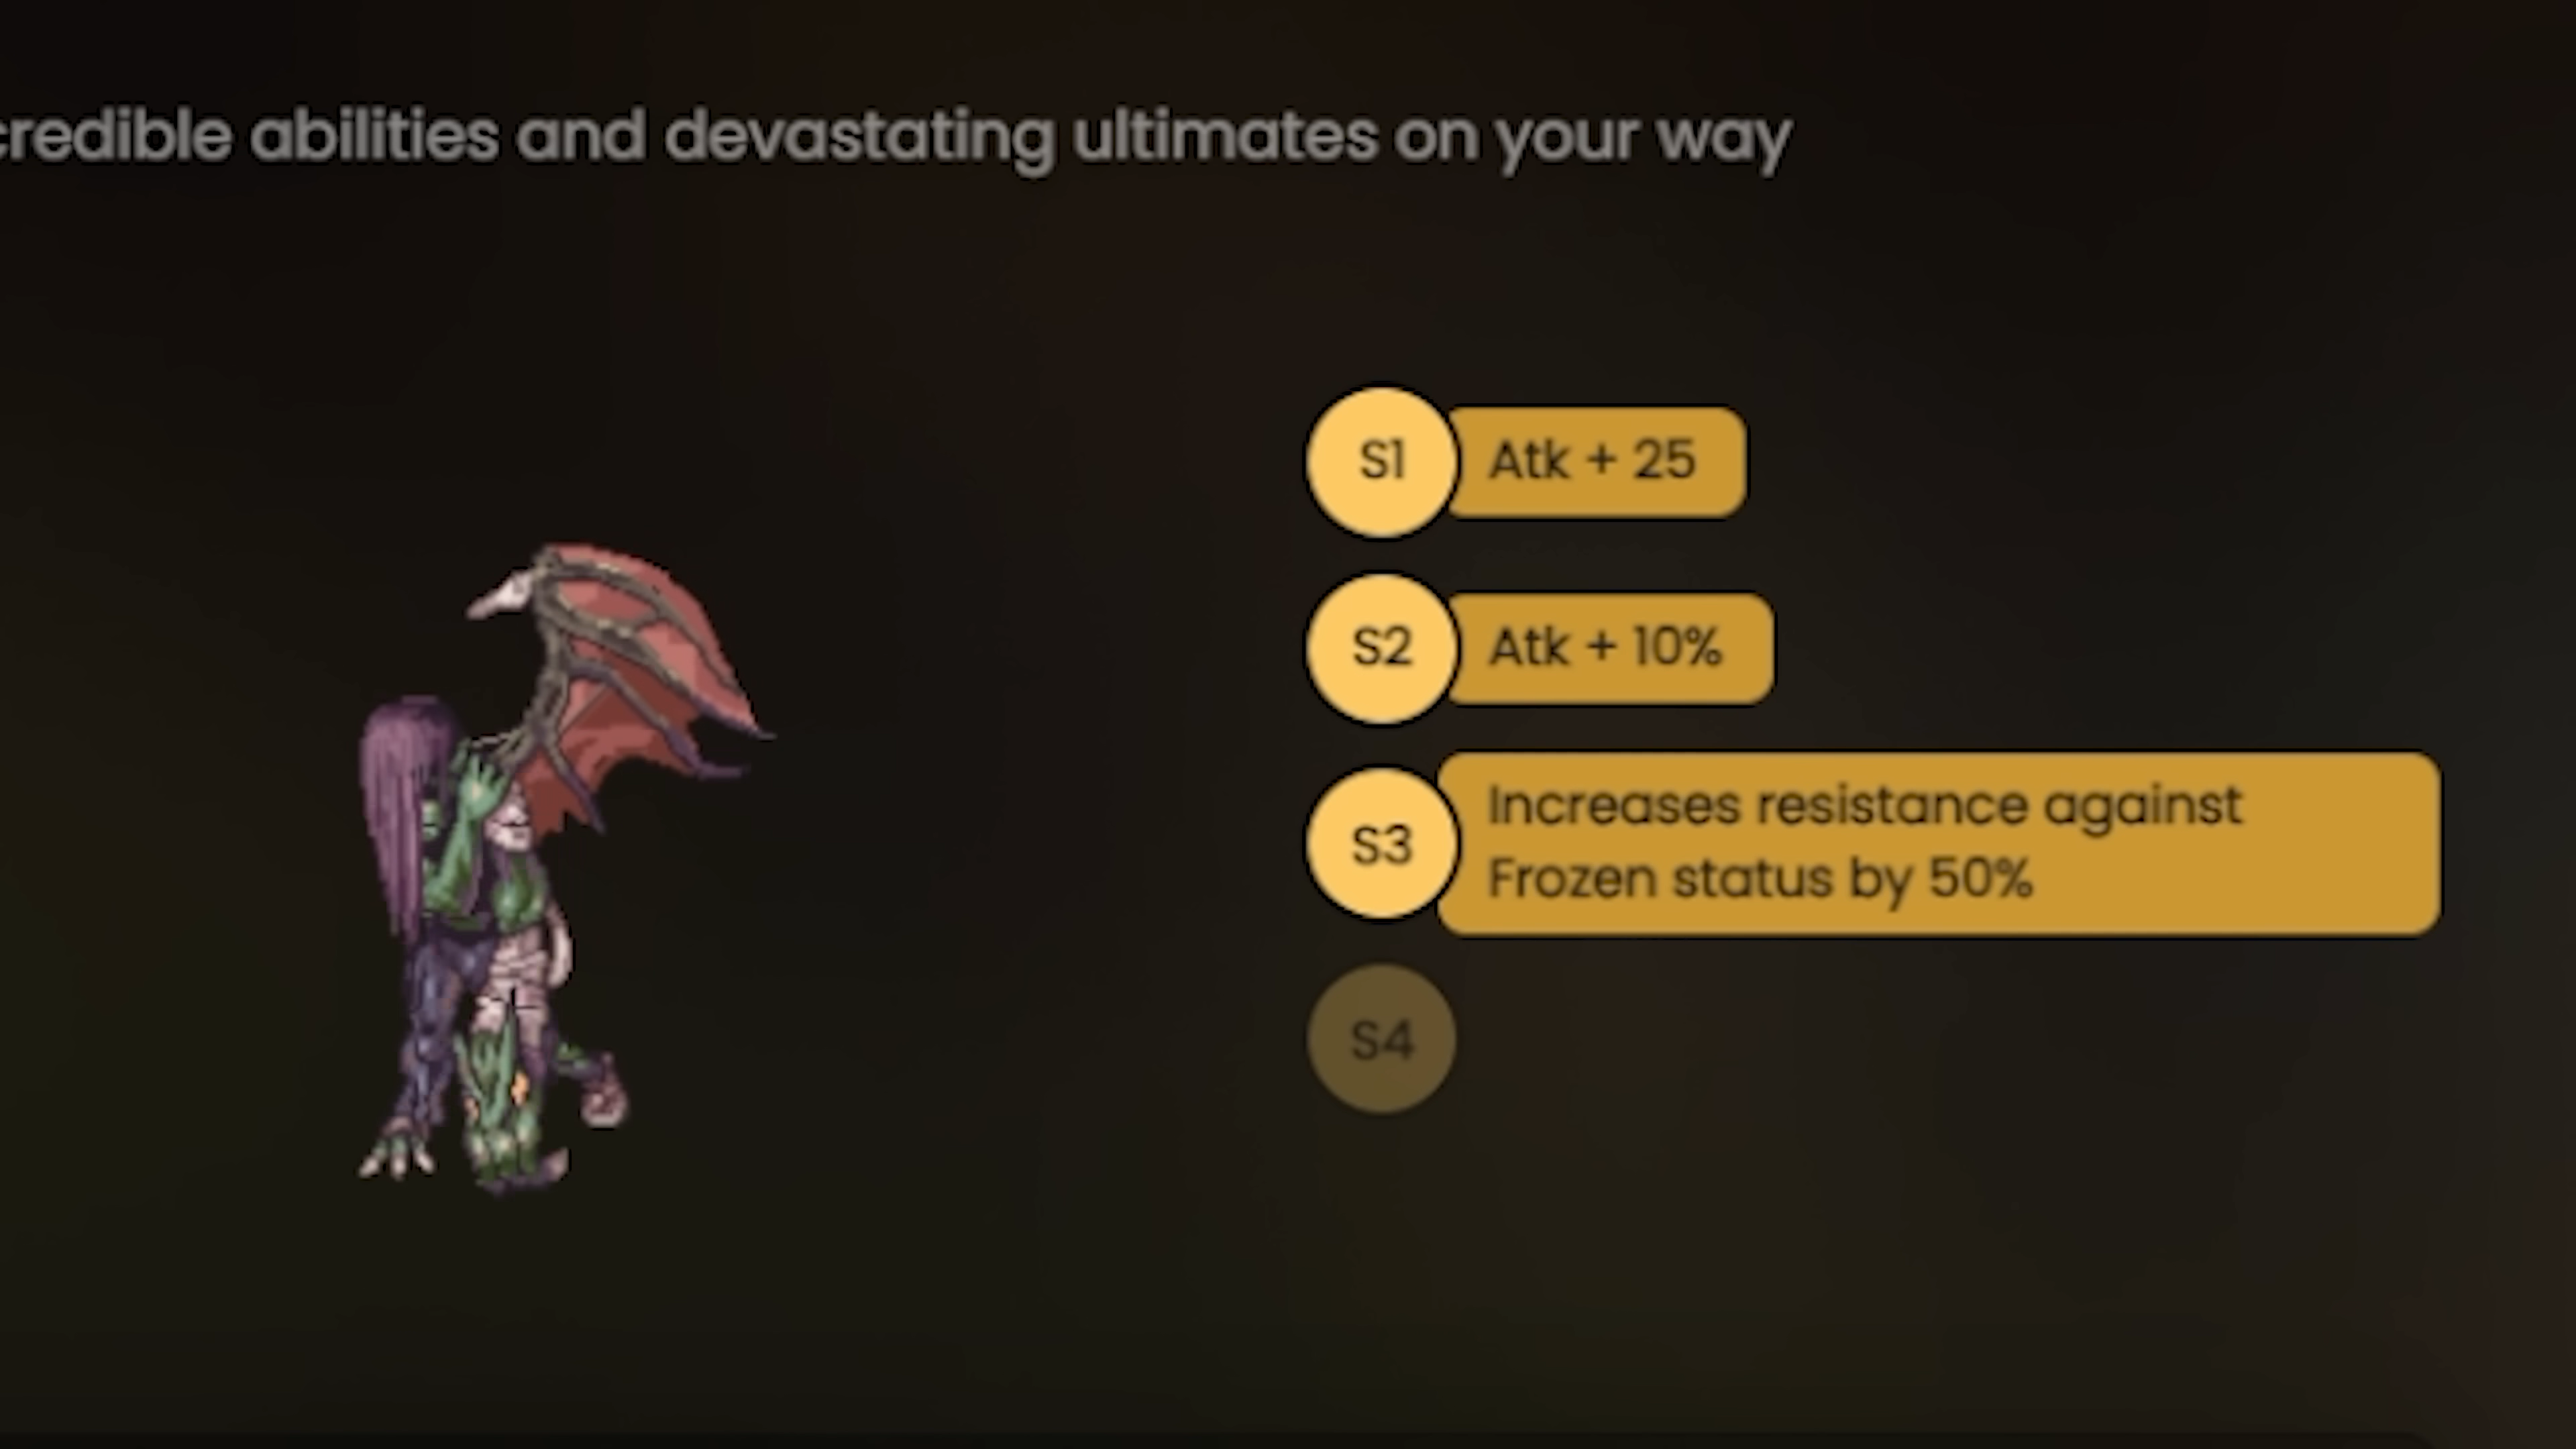 credible abilities and devastating ultimates on your way
S1 Atk + 25
S2 Atk + 10%
S3 Increases resistance against
Frozen status by 50%
S4